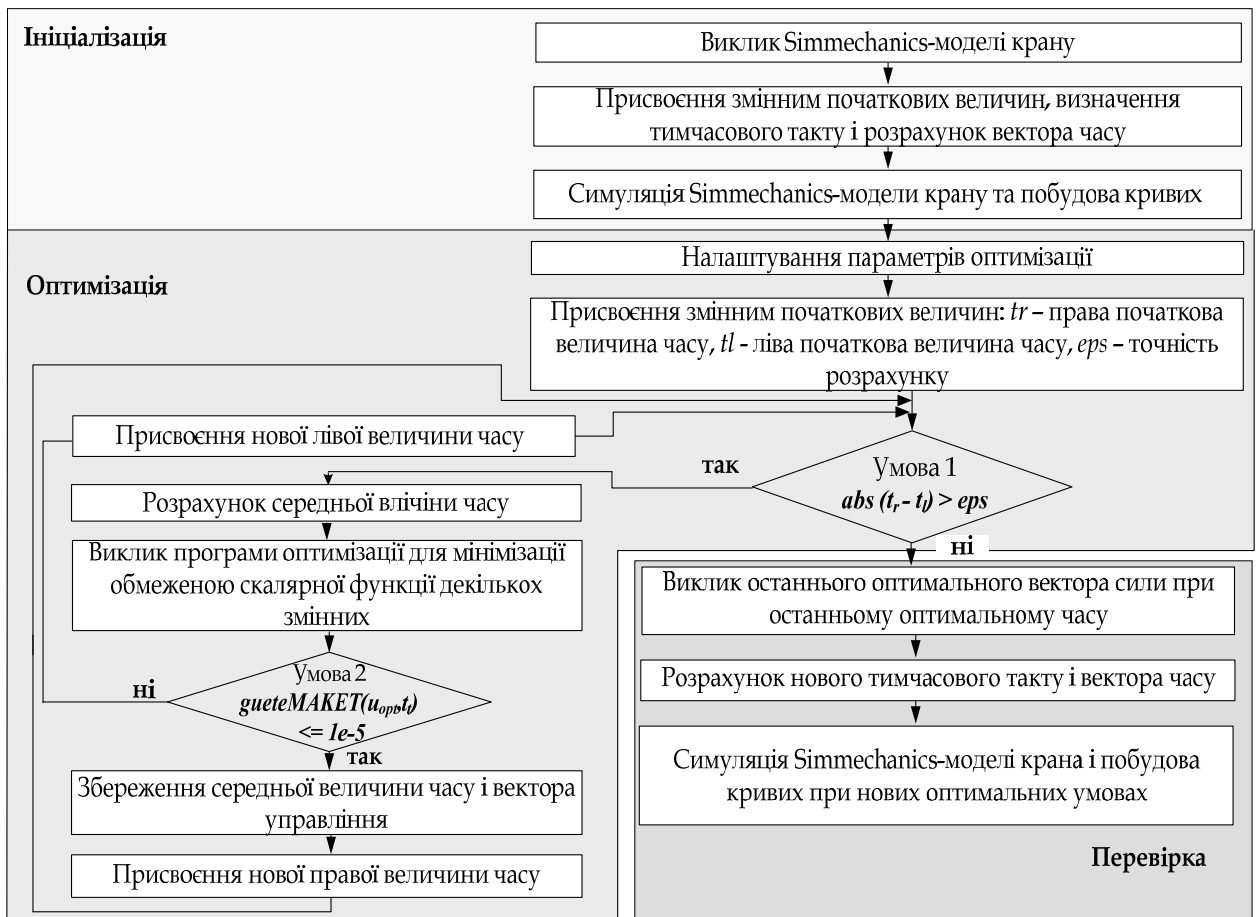 Ініціалізація
Виклик Simmechanics-моделі крану
Присвоєння змінним початкових величин, визначення
тимчасового такту і розрахунок вектора часу
Симуляція Simmechanics-модели крану та побудова кривих
Оптимізація
Налаштування параметрів оптимізації
Присвоєння змінним початкових величин: tr – права початкова
величина часу, tl - ліва початкова величина часу, eps – точність
розрахунку
Присвоєння нової лівої величини часу
так
Умова 1
abs (tr - tl) > eps
ні
Розрахунок середньої влічіни часу
Виклик програми оптимізації для мінімізації
обмеженою скалярної функції декількох
змінних
ні
Умова 2
gueteMAKET(uopt,tl)
<= 1e-5
так
Збереження середньої величини часу і вектора
управління
Присвоєння нової правої величини часу
Виклик останнього оптимального вектора сили при
останньому оптимальному часу
Розрахунок нового тимчасового такту і вектора часу
Симуляція Simmechanics-моделі крана і побудова
кривих при нових оптимальних умовах
Перевірка